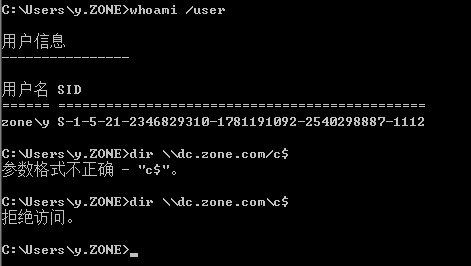 C:\Users\y.ZONE>whoami /user
用户信息
----------------
用户名 SID
====== ==============================================
zone\y S-1-5-21-2346829310-1781191092-2540298887-1112
C:\Users\y.ZONE>dir \\dc.zone.com/c$
参数格式不正确 - "c$"。
C:\Users\y.ZONE>dir \\dc.zone.com\c$
拒绝访问。
C:\Users\y.ZONE>_